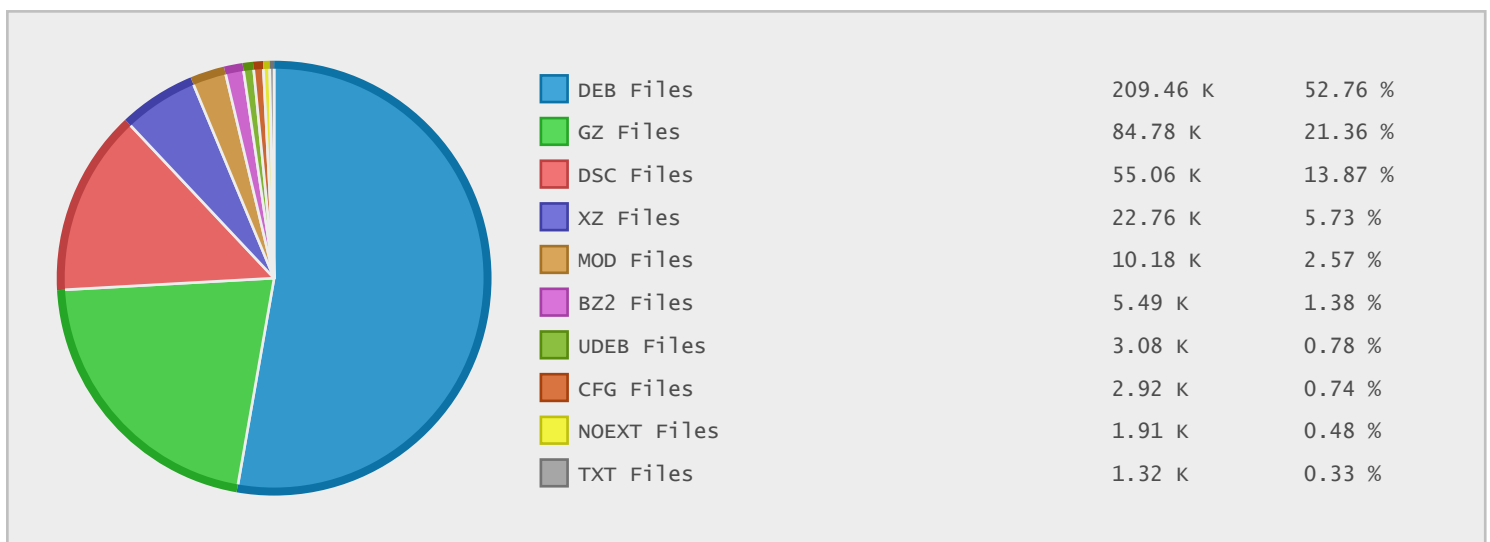 DEB Files 209.46 K 52.76 %
GZ Files 84.78 K 21.36 %
DSC Files 55.06 K 13.87 %
XZ Files 22.76 K 5.73 %
MOD Files 10.18 K 2.57 %
BZ2 Files 5.49 K 1.38 %
UDEB Files 3.08 K 0.78 %
CFG Files 2.92 K 0.74 %
NOEXT Files 1.91 K 0.48 %
TXT Files 1.32 K 0.33 %